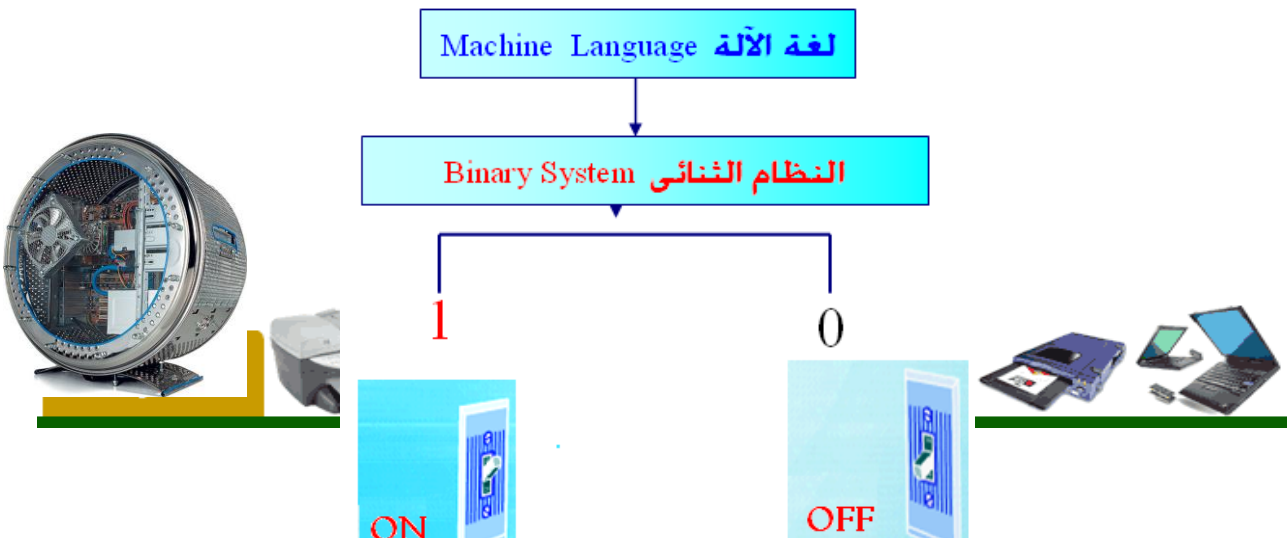 Machine Language لغة الآلة
Binary System النظام الثنائى
1
0
ON
OFF